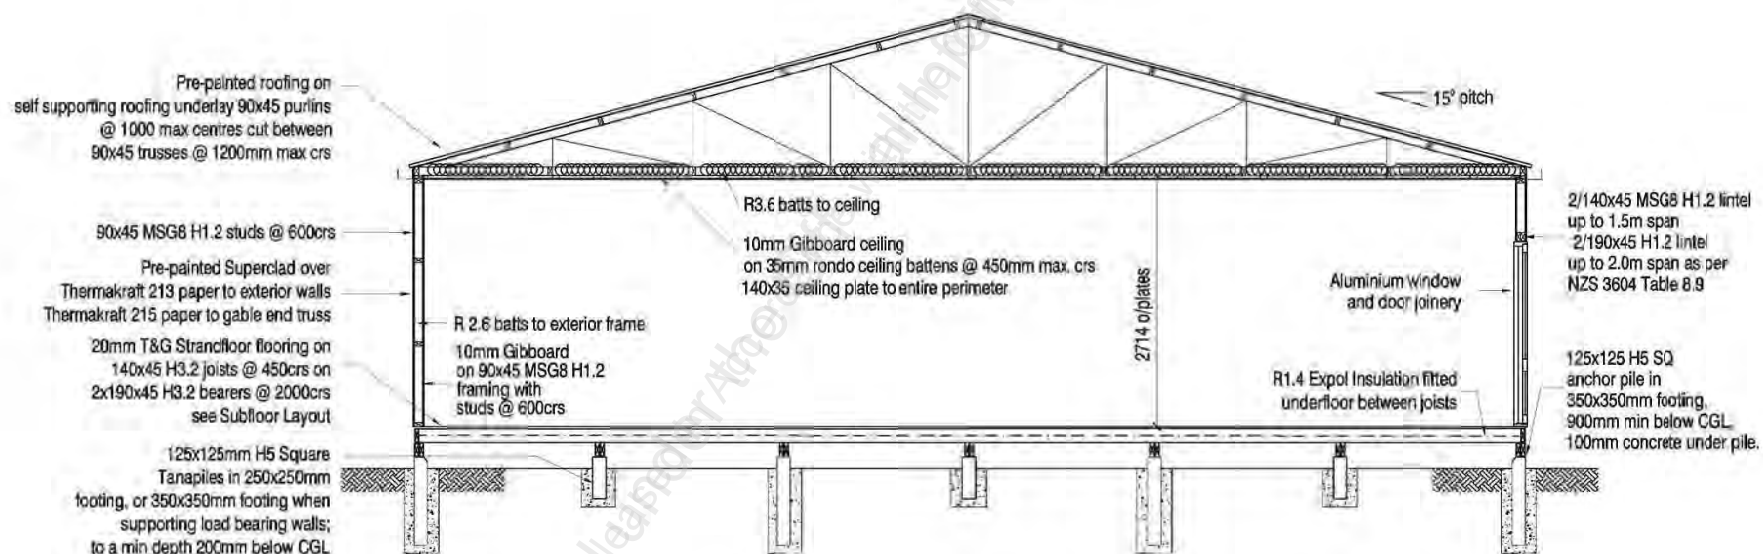 Pre-painted roofing on
self supporting roofing underlay 90x45 purlins
@ 1000 max centres cut between
90x45 trusses @ 1200mm max crs
15° pitch
90x45 MSG8 H1.2 studs @ 600crs
Pre-painted Superclad over
Thermakraft 213 paper to exterior walls
Thermakraft 215 paper to gable end truss
20mm T&G Strandfloor flooring on
140x45 H3.2 joists @ 450crs on
2x190x45 H3.2 bearers @ 2000crs
see Subfloor Layout
125x125mm H5 Square
Tanapiles in 250x250mm
footing, or 350x350mm footing when
supporting load bearing walls;
to a min depth 200mm below CGL
R3.6 batts to ceiling
10mm Gibboard ceiling
on 35mm rondo ceiling battens @ 450mm max. crs
140x35 ceiling plate to entire perimeter
R 2.6 batts to exterior frame
10mm Gibboard
on 90x45 MSG8 H1.2
framing with
studs @ 600crs
2714 o/plates
Aluminium window
and door joinery
R1.4 Expol Insulation fitted
underfloor between joists
2/140x45 MSG8 H1.2 lintel
up to 1.5m span
2/190x45 H1.2 lintel
up to 2.0m span as per
NZS 3604 Table 8.9
125x125 H5 SQ
anchor pile in
350x350mm footing,
900mm min below CGL,
100mm concrete under pile.